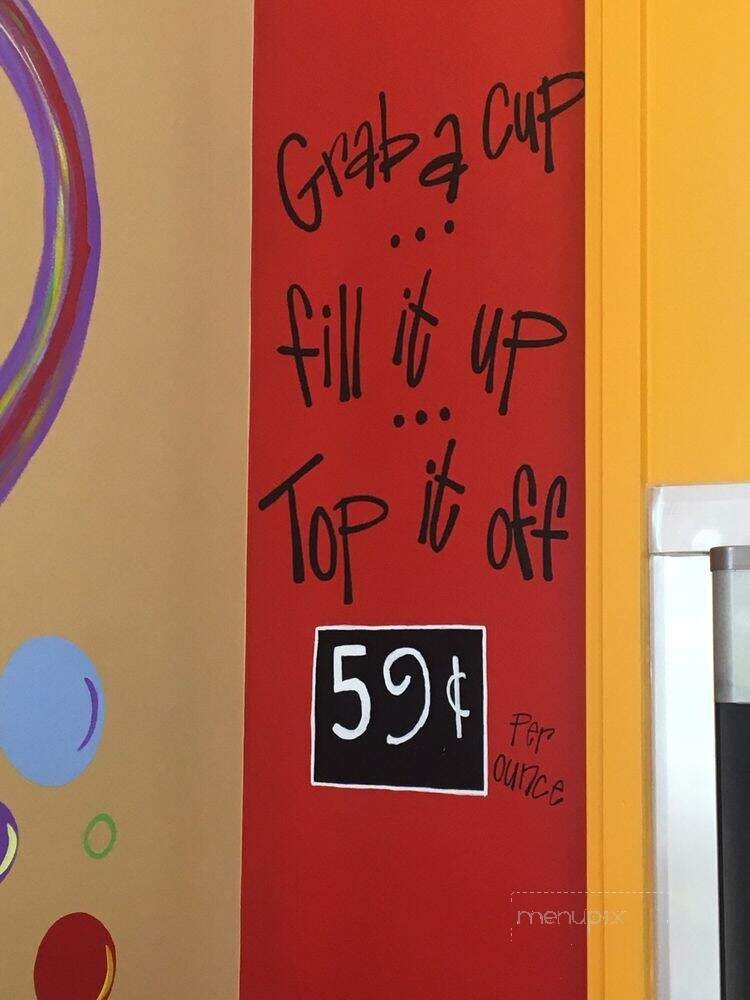 Grab a cup
...
fill it up
...
Top it off
59¢
Per
ounce
menupix